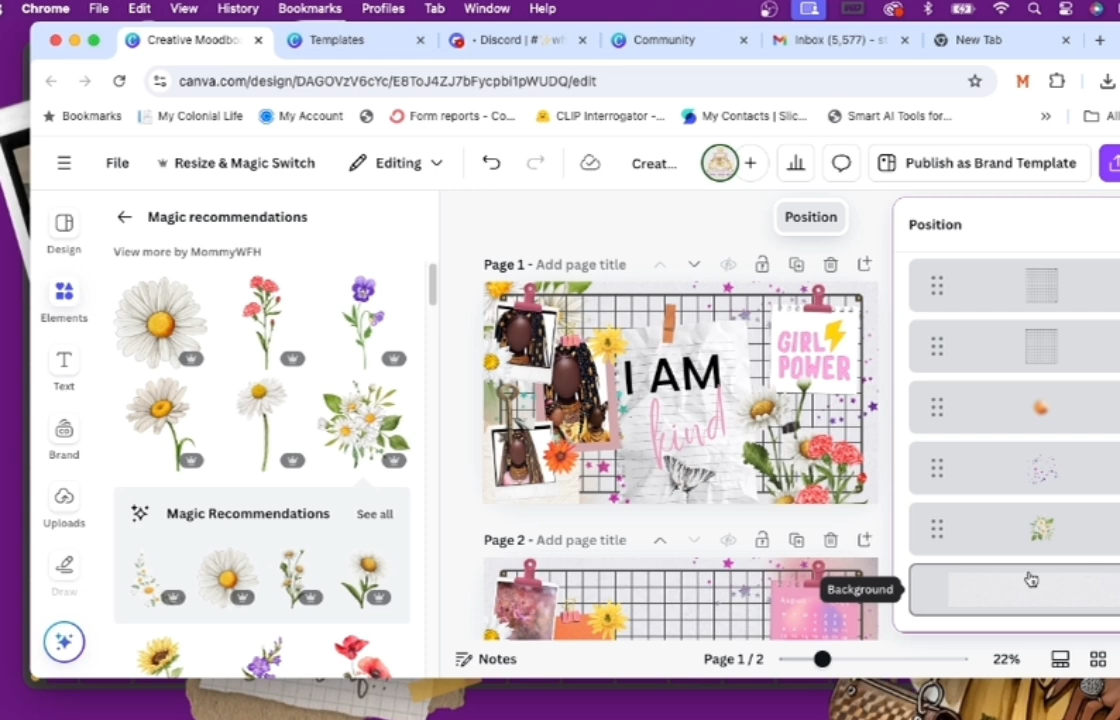 Chrome File Edit View History Bookmarks Profiles Tab Window Help
Creative Moodbo Templates · Discord | # Community Inbox (5,577) - st New Tab
canva.com/design/DAGOVzV6cYc/E8ToJ4ZJ7bFycpbi1pWUDQ/edit
Bookmarks My Colonial Life My Account Form reports - Co... CLIP Interrogator -... My Contacts | Slic... Smart AI Tools for... » All
File Resize & Magic Switch Editing Creat... Publish as Brand Template
Design
Elements
Text
Brand
Uploads
Draw
Magic recommendations
View more by MommyWFH
Magic Recommendations See all
Position
Page 1 - Add page title
I AM
kind
GIRL
POWER
Page 2 - Add page title
August
Position
Background
Notes Page 1 / 2 22%